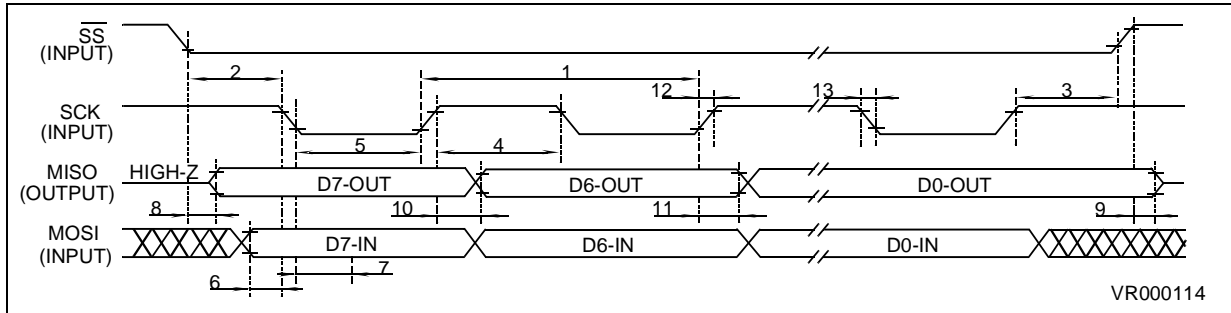 SS
(INPUT)
2
1
12
13
3
SCK
(INPUT)
5
4
MISO
(OUTPUT)
HIGH-Z
D7-OUT
D6-OUT
D0-OUT
8
10
11
9
MOSI
(INPUT)
D7-IN
D6-IN
D0-IN
7
6
VR000114